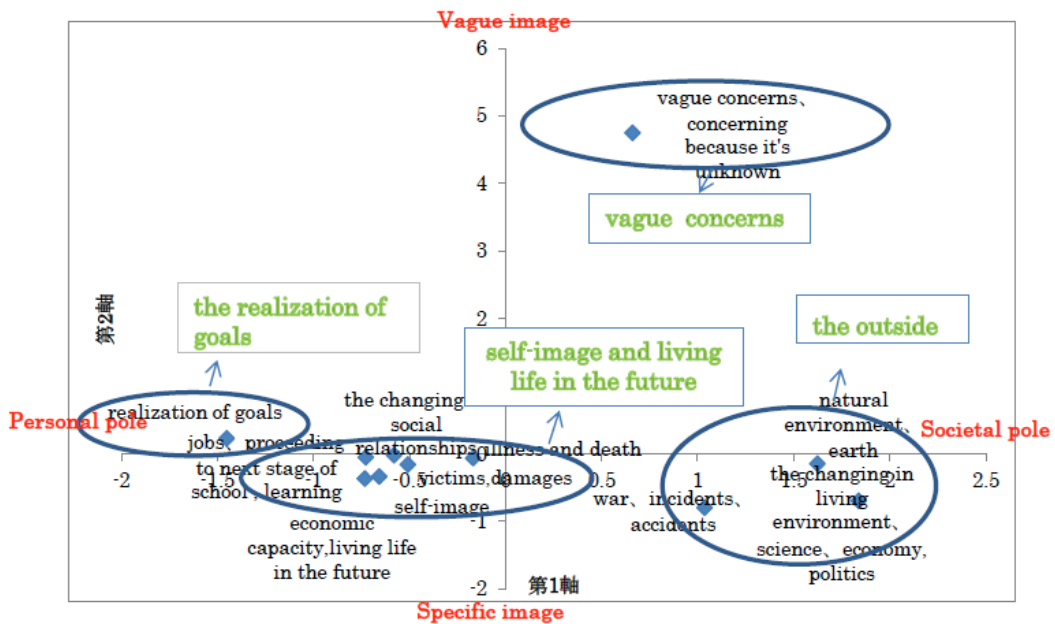 Vague image
6
vague concerns、
concerning
because it's
unknown
5
4
vague concerns
3
the realization of
goals
第2軸
2
the outside
self-image and living
life in the future
Personal pole
realization of goals
the changing
social
relationships
illness and death
natural
environment、
earth
Societal pole
jobs、proceeding
to next stage of
school , learning
victims,damages
self-image
economic
capacity,living life
in the future
war、incidents、
accidents
the changing in
living
environment、
science、economy,
politics
-2
-1.5
-1
-0.5
0
0.5
1
1.5
2
2.5
-1
-2
第1軸
Specific image